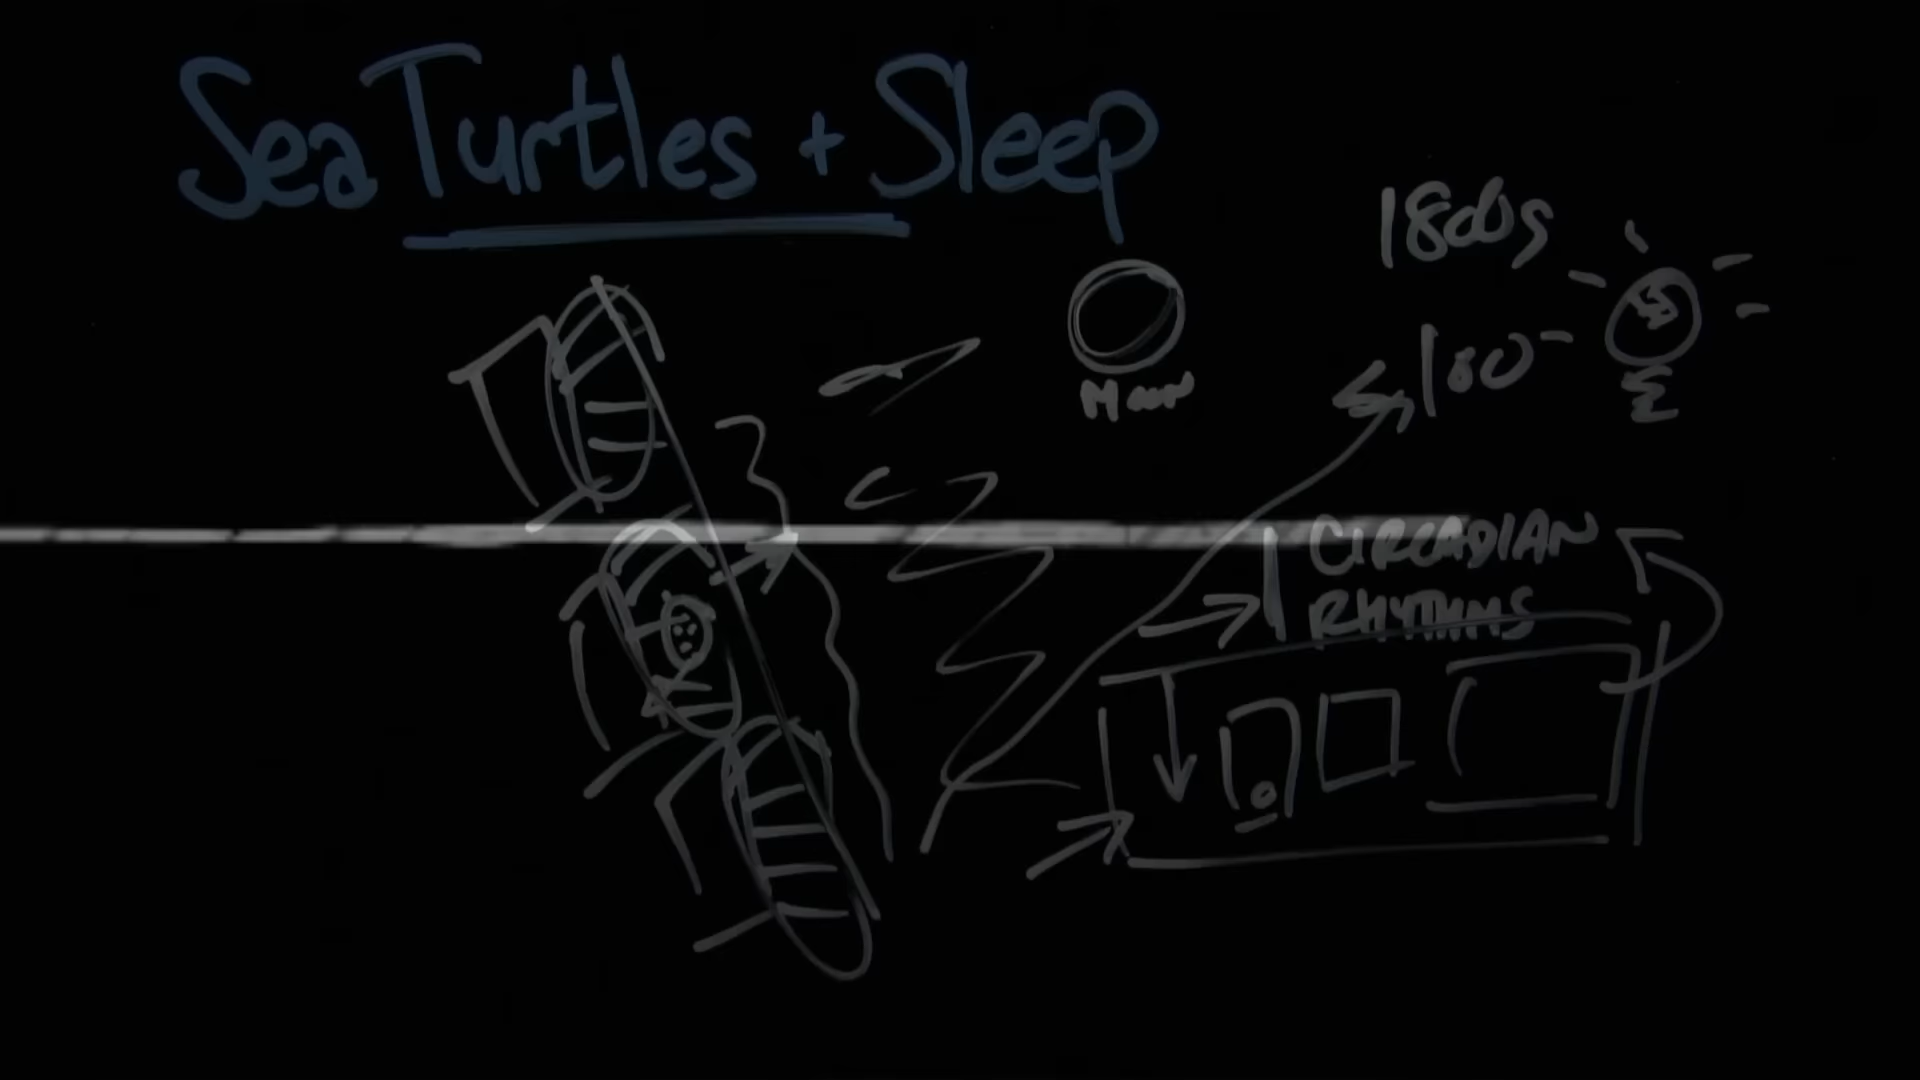 Sea Turtles + Sleep
1800s
180
Moon
CIRCADIAN
RHYTHMS